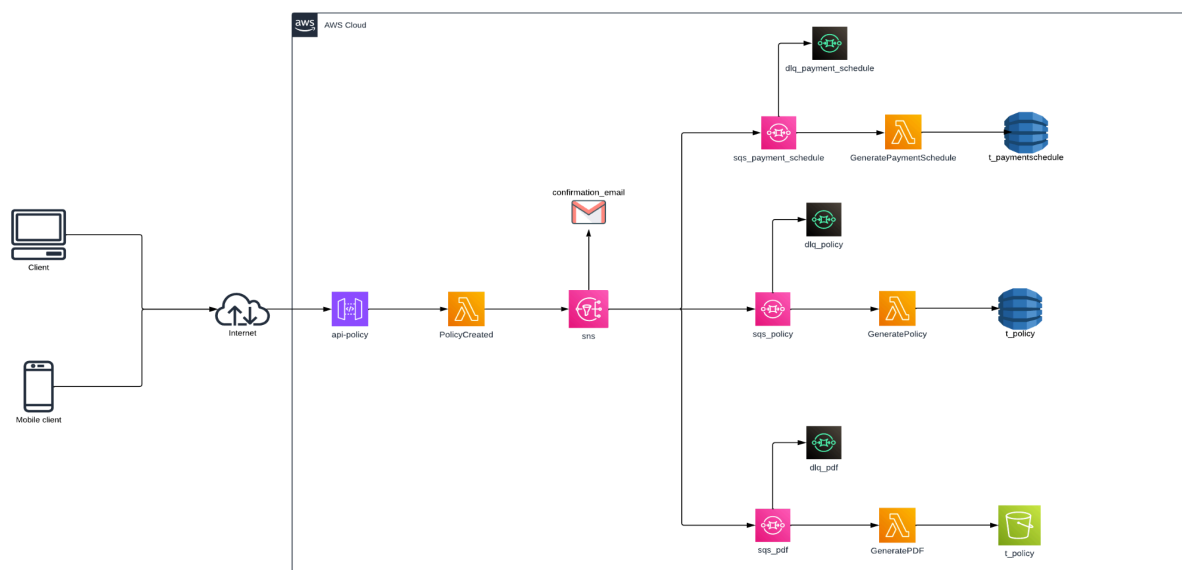 aws
AWS Cloud
dlq_payment_schedule
sqs_payment_schedule
GeneratePaymentSchedule
t_paymentschedule
confirmation_email
Client
dlq_policy
Internet
api-policy
PolicyCreated
sns
sqs_policy
GeneratePolicy
t_policy
Mobile client
dlq_pdf
sqs_pdf
GeneratePDF
t_policy